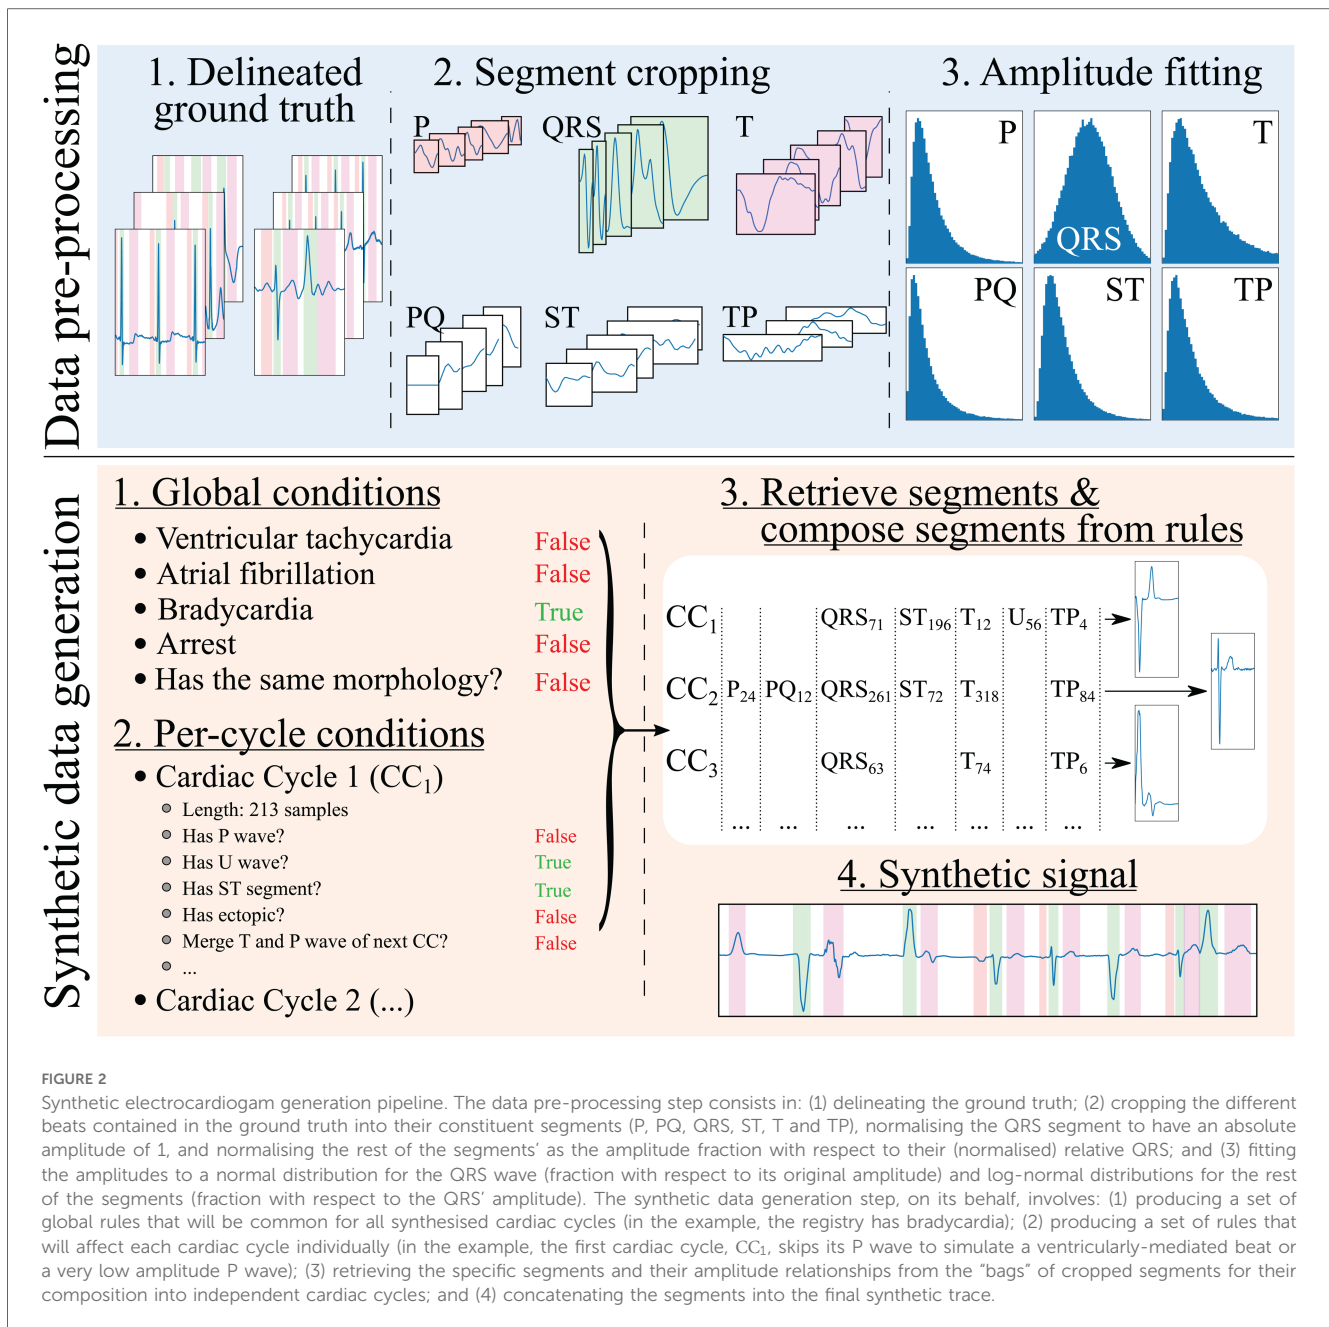 Data pre-processing
1. Delineated
ground truth
2. Segment cropping
P
QRS
T
PQ
ST
TP
3. Amplitude fitting
P
QRS
T
PQ
ST
TP
Synthetic data generation
1. Global conditions
• Ventricular tachycardia False
• Atrial fibrillation False
• Bradycardia True
• Arrest False
• Has the same morphology? False
2. Per-cycle conditions
• Cardiac Cycle 1 (CC₁)
Length: 213 samples
Has P wave? False
Has U wave? True
Has ST segment? True
Has ectopic? False
Merge T and P wave of next CC? False
...
• Cardiac Cycle 2 (...)
3. Retrieve segments &
compose segments from rules
CC₁ QRS₇₁ ST₁₉₆ T₁₂ U₅₆ TP₄
CC₂ P₂₄ PQ₁₂ QRS₂₆₁ ST₇₂ T₃₁₈ TP₈₄
CC₃ QRS₆₃ T₇₄ TP₆
... ... ... ... ... ... ...
4. Synthetic signal
FIGURE 2
Synthetic electrocardiogam generation pipeline. The data pre-processing step consists in: (1) delineating the ground truth; (2) cropping the different
beats contained in the ground truth into their constituent segments (P, PQ, QRS, ST, T and TP), normalising the QRS segment to have an absolute
amplitude of 1, and normalising the rest of the segments' as the amplitude fraction with respect to their (normalised) relative QRS; and (3) fitting
the amplitudes to a normal distribution for the QRS wave (fraction with respect to its original amplitude) and log-normal distributions for the rest
of the segments (fraction with respect to the QRS' amplitude). The synthetic data generation step, on its behalf, involves: (1) producing a set of
global rules that will be common for all synthesised cardiac cycles (in the example, the registry has bradycardia); (2) producing a set of rules that
will affect each cardiac cycle individually (in the example, the first cardiac cycle, CC₁, skips its P wave to simulate a ventricularly-mediated beat or
a very low amplitude P wave); (3) retrieving the specific segments and their amplitude relationships from the "bags" of cropped segments for their
composition into independent cardiac cycles; and (4) concatenating the segments into the final synthetic trace.